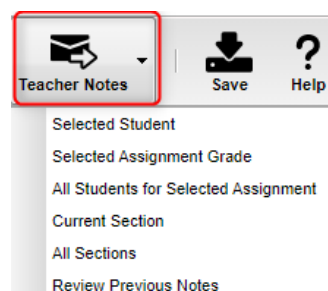 Teacher Notes Save Help
Selected Student
Selected Assignment Grade
All Students for Selected Assignment
Current Section
All Sections
Review Previous Notes